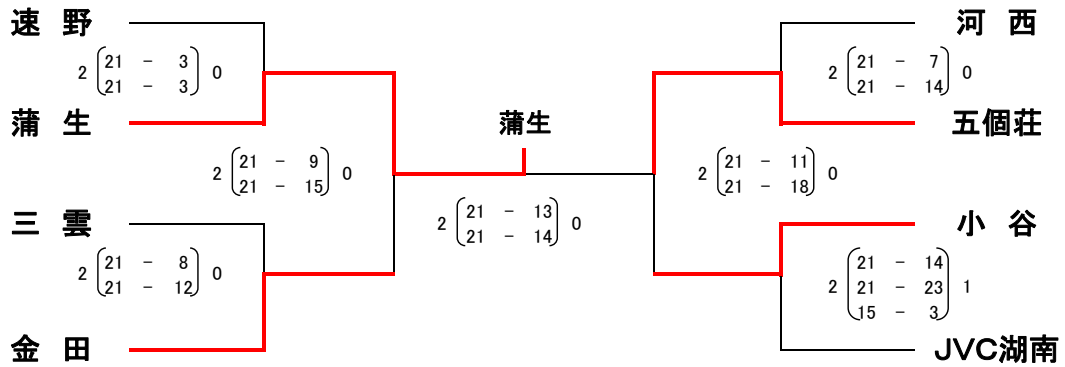 速野
河西
2 21 - 3 0
21 - 3
2 21 - 7 0
21 - 14
蒲生
蒲生
五個荘
2 21 - 9 0
21 - 15
2 21 - 11 0
21 - 18
三雲
2 21 - 13 0
21 - 14
小谷
2 21 - 8 0
21 - 12
21 - 14
2 21 - 23 1
15 - 3
金田
JVC湖南